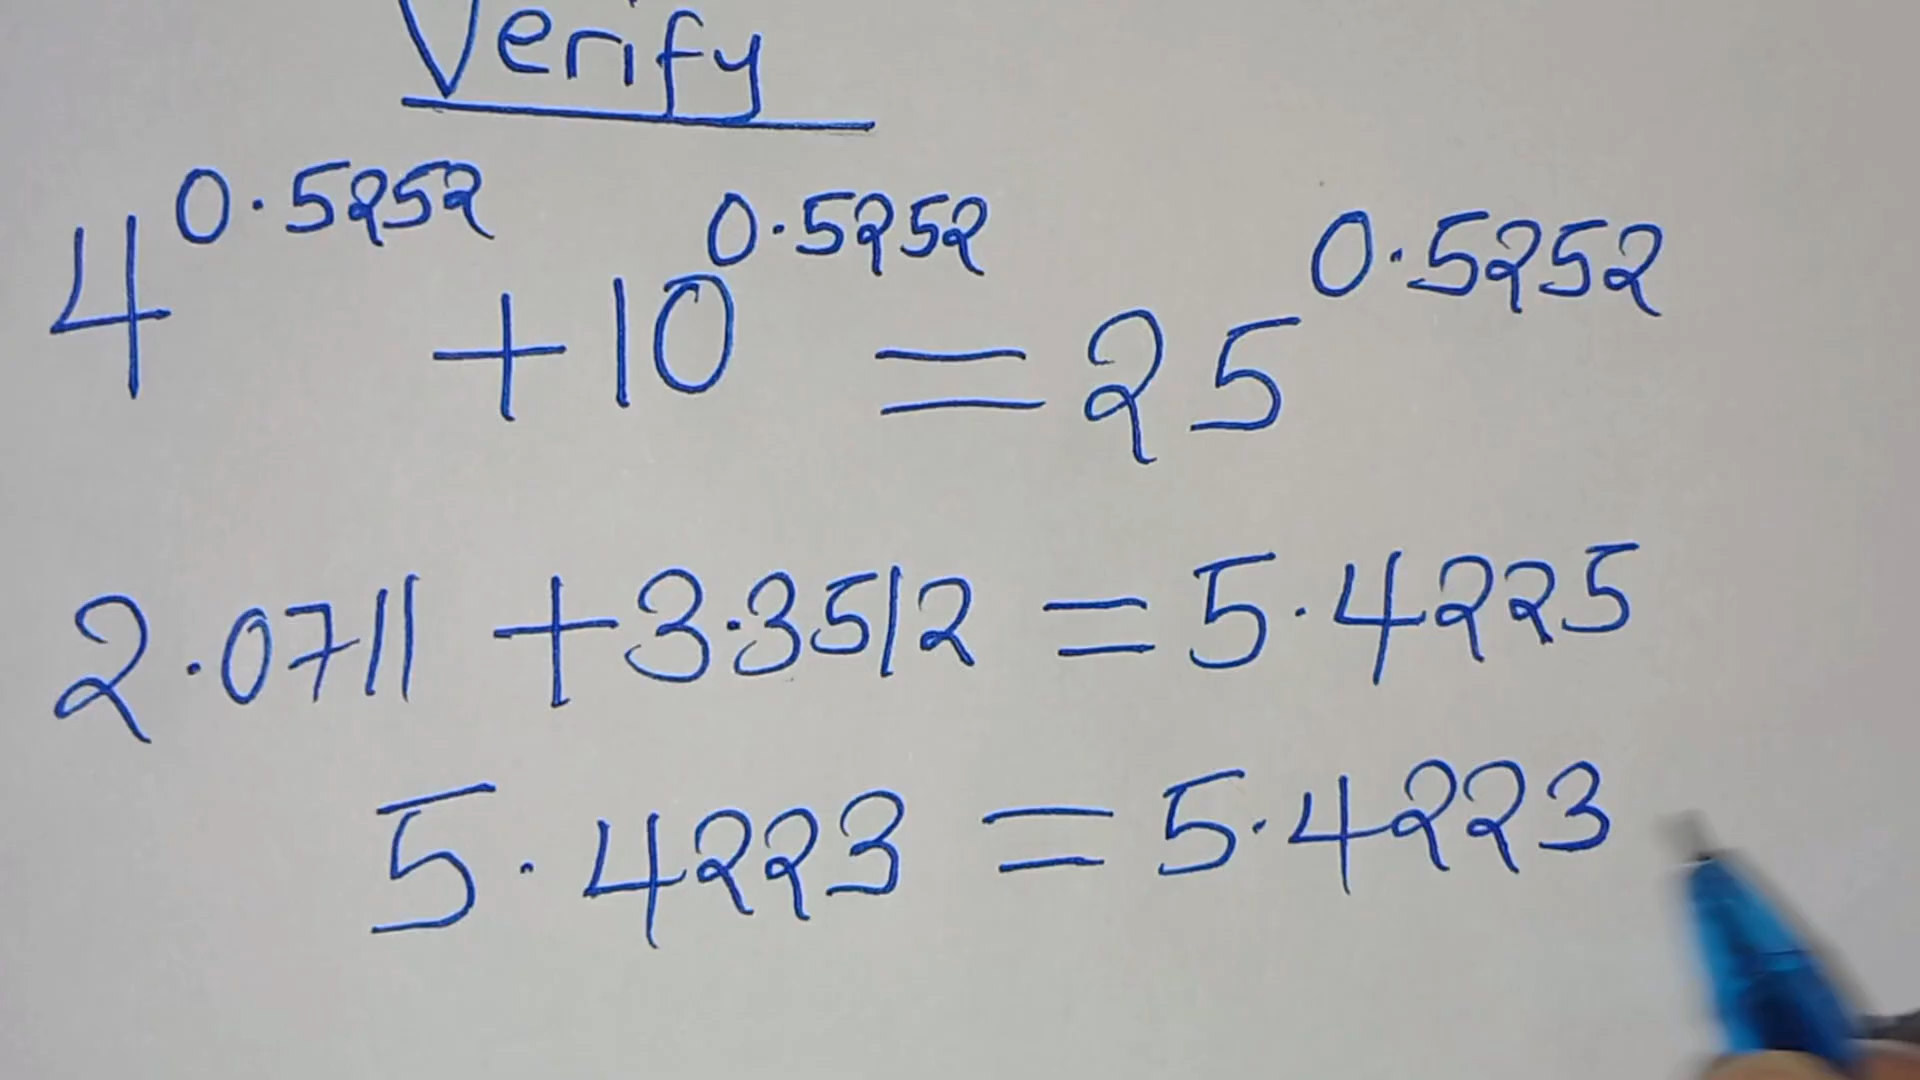 Verify
4^0.5252 + 10^0.5252 = 25^0.5252
2.0711 + 3.3512 = 5.4225
5.4223 = 5.4223